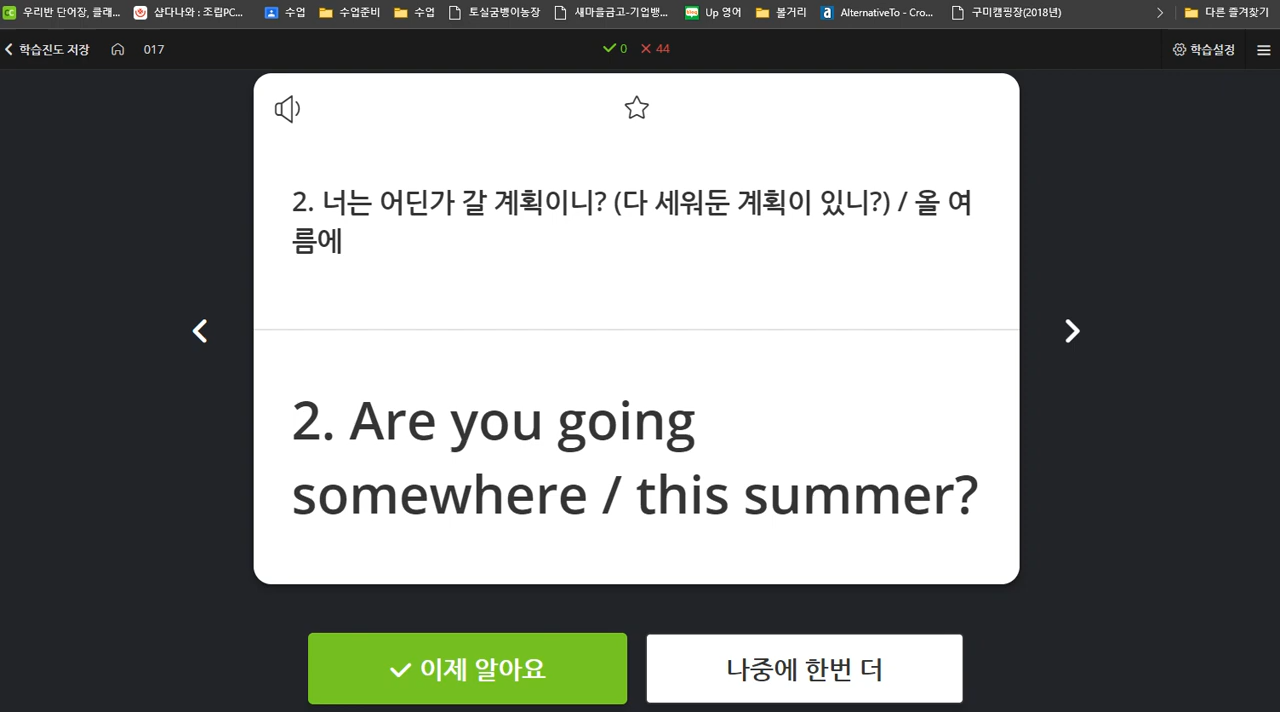 우리반 단어장, 클래... 샵다나와 : 조립PC... 수업 수업준비 수업 토실굼벵이농장 새마을금고-기업뱅... Up 영어 볼거리 AlternativeTo - Cro... 구미캠핑장(2018년) 다른 즐겨찾기
학습진도 저장 017 0 44 학습설정
2. 너는 어딘가 갈 계획이니? (다 세워둔 계획이 있니?) / 올 여
름에
2. Are you going
somewhere / this summer?
이제 알아요 나중에 한번 더